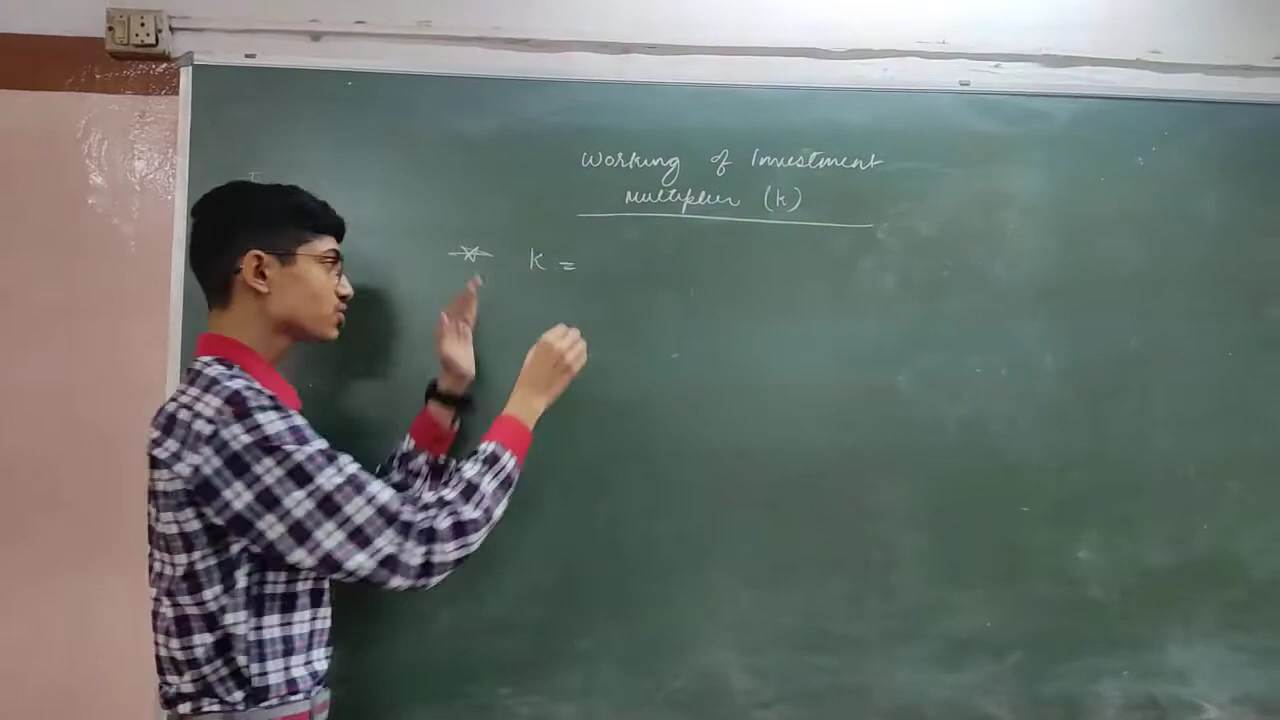 Working of Investment
Multiplier (k)
K =